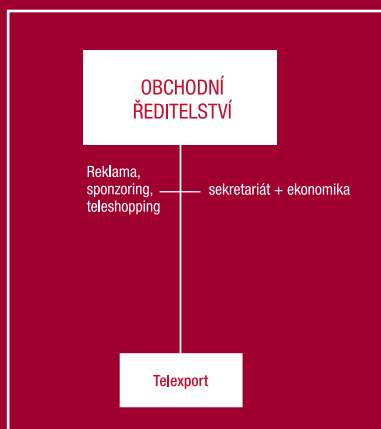 OBCHODNÍ
ŘEDITELSTVÍ
Reklama,
sponzoring,
teleshopping
sekretariát + ekonomika
Telexport